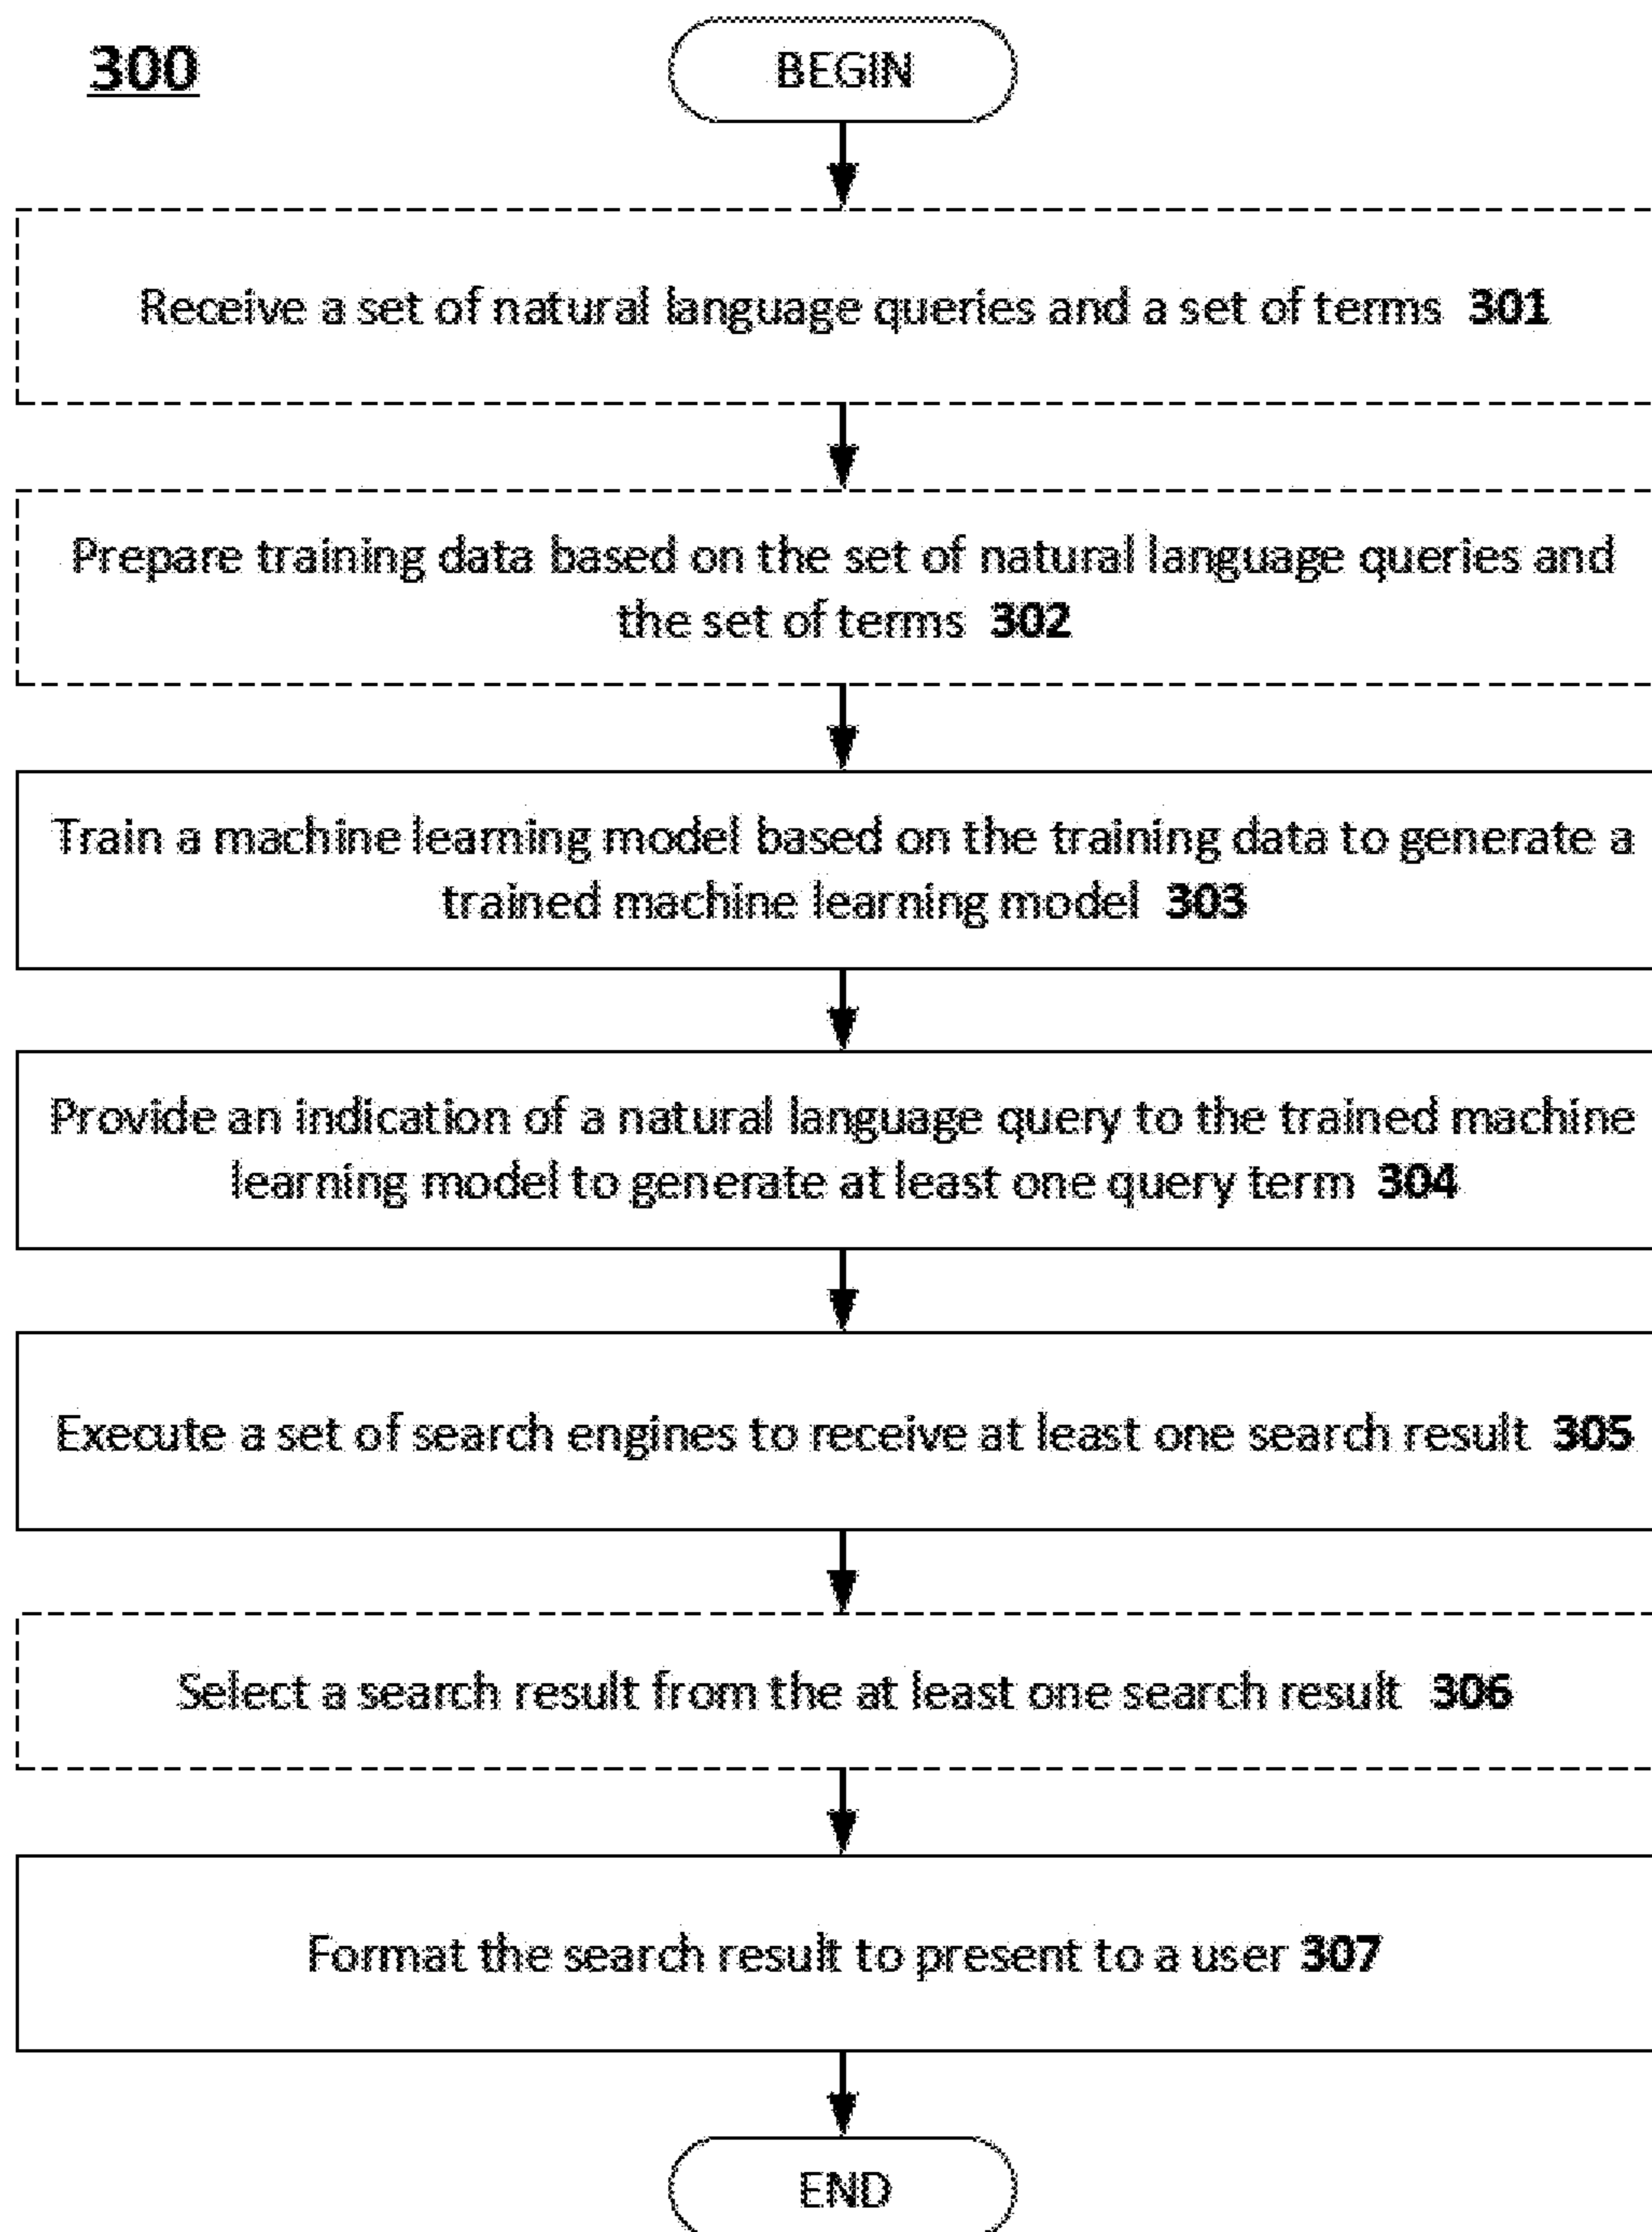 300
BEGIN
Receive a set of natural language queries and a set of terms 301
Prepare training data based on the set of natural language queries and
the set of terms 302
Train a machine learning model based on the training data to generate a
trained machine learning model 303
Provide an indication of a natural language query to the trained machine
learning model to generate at least one query term 304
Execute a set of search engines to receive at least one search result 305
Select a search result from the at least one search result 306
Format the search result to present to a user 307
END